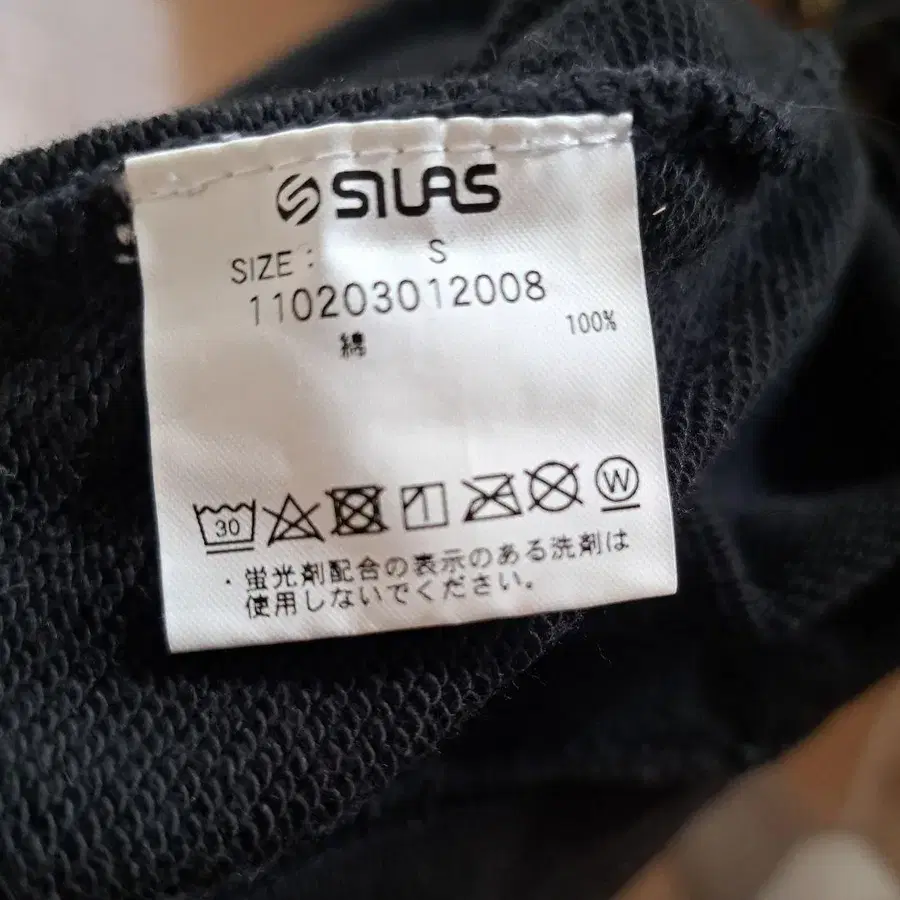 SILAS
SIZE : S
110203012008
綿 100%
30 W
・蛍光剤配合の表示のある洗剤は
使用しないでください。